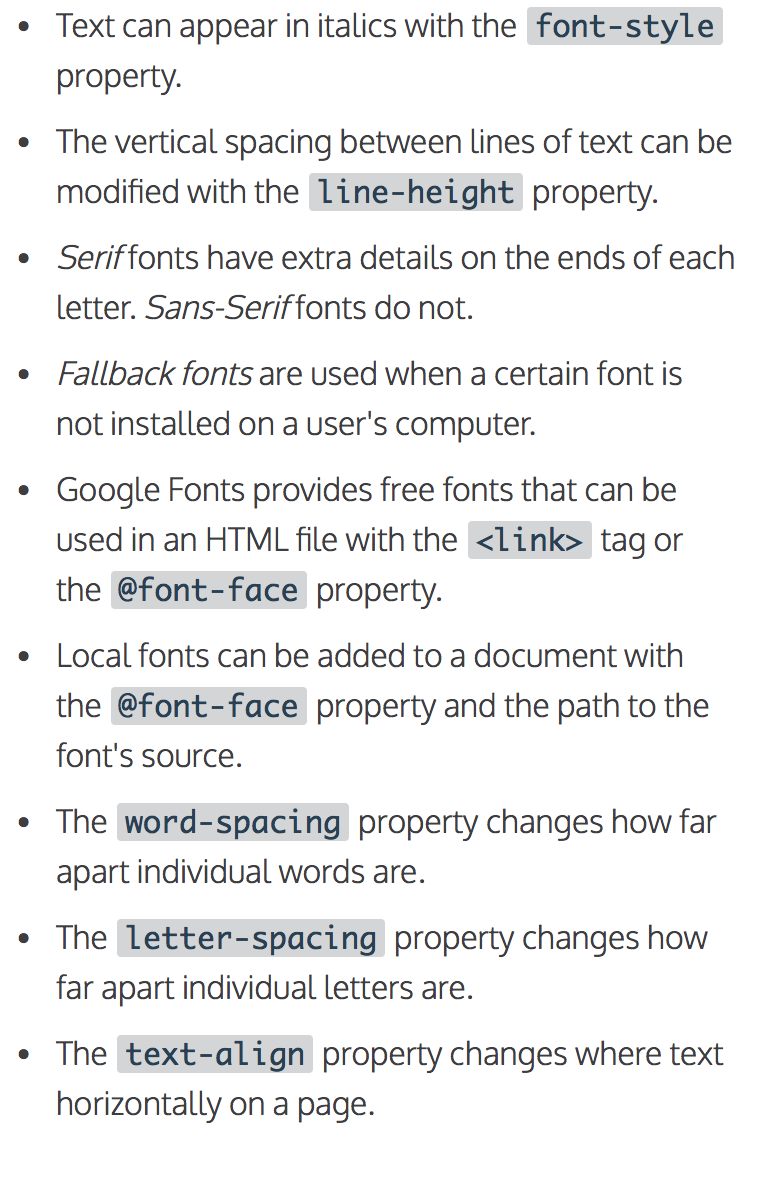 • Text can appear in italics with the font-style
property.
• The vertical spacing between lines of text can be
modified with the line-height property.
• Serif fonts have extra details on the ends of each
letter. Sans-Serif fonts do not.
• Fallback fonts are used when a certain font is
not installed on a user's computer.
• Google Fonts provides free fonts that can be
used in an HTML file with the <link> tag or
the @font-face property.
• Local fonts can be added to a document with
the @font-face property and the path to the
font's source.
• The word-spacing property changes how far
apart individual words are.
• The letter-spacing property changes how
far apart individual letters are.
• The text-align property changes where text
horizontally on a page.